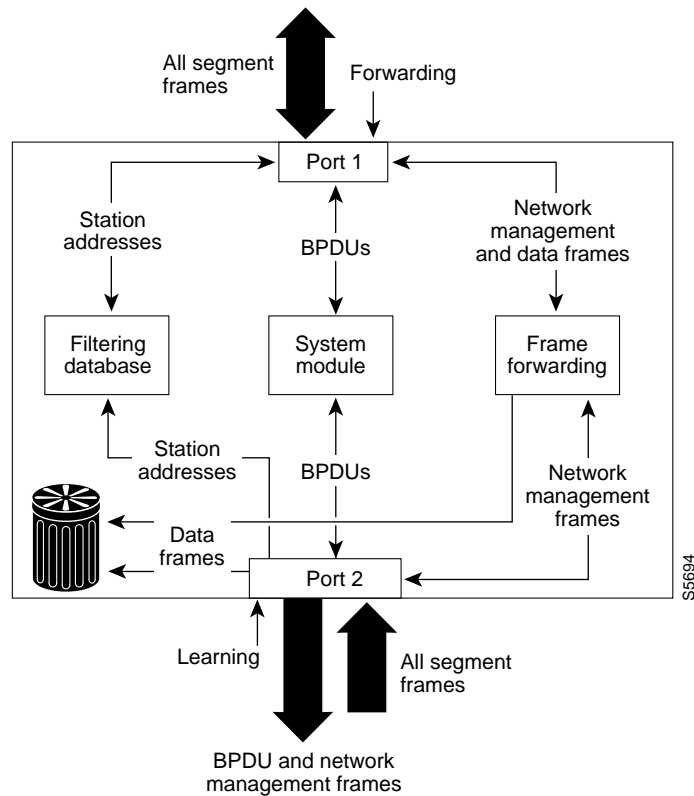 All segment
frames
Forwarding
Port 1
Station
addresses
BPDUs
Network
management
and data frames
Filtering
database
System
module
Frame
forwarding
Station
addresses
BPDUs
Network
management
frames
Data
frames
Port 2
S5694
Learning
All segment
frames
BPDU and network
management frames